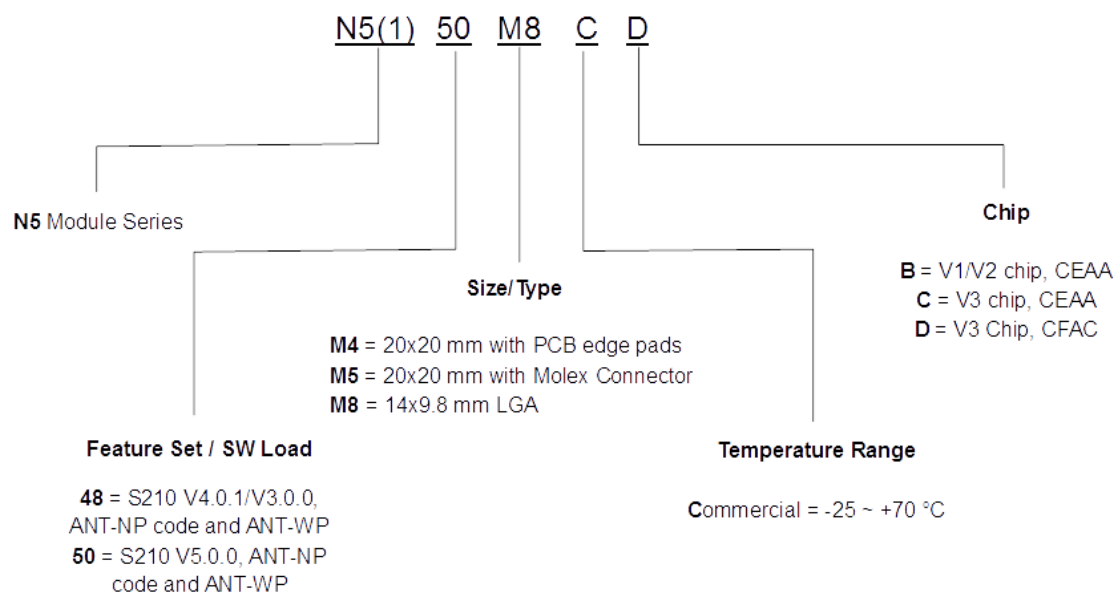 N5(1) 50 M8 C D
N5 Module Series
Chip
B = V1/V2 chip, CEAA
C = V3 chip, CEAA
D = V3 Chip, CFAC
Size/Type
M4 = 20x20 mm with PCB edge pads
M5 = 20x20 mm with Molex Connector
M8 = 14x9.8 mm LGA
Feature Set / SW Load
48 = S210 V4.0.1/V3.0.0,
ANT-NP code and ANT-WP
50 = S210 V5.0.0, ANT-NP
code and ANT-WP
Temperature Range
Commercial = -25 ~ +70 °C